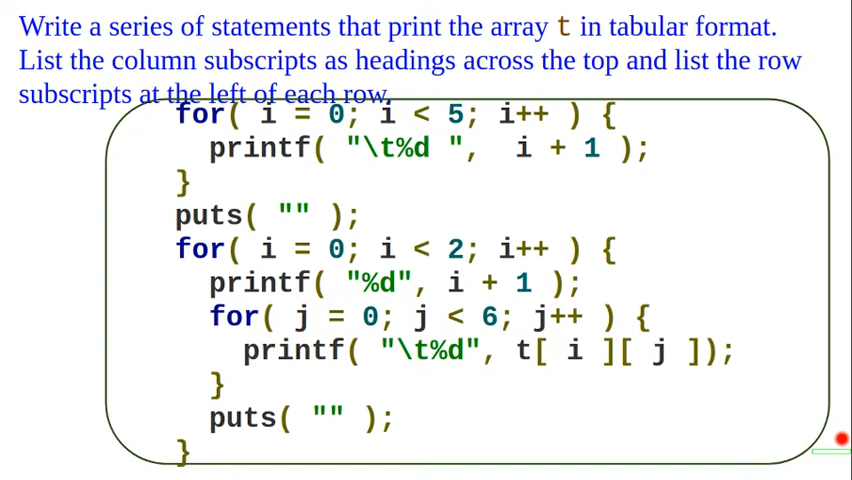 Write a series of statements that print the array t in tabular format.
List the column subscripts as headings across the top and list the row
subscripts at the left of each row.
for( i = 0; i < 5; i++ ) {
printf( "\t%d ", i + 1 );
}
puts( "" );
for( i = 0; i < 2; i++ ) {
printf( "%d", i + 1 );
for( j = 0; j < 6; j++ ) {
printf( "\t%d", t[ i ][ j ]);
}
puts( "" );
}